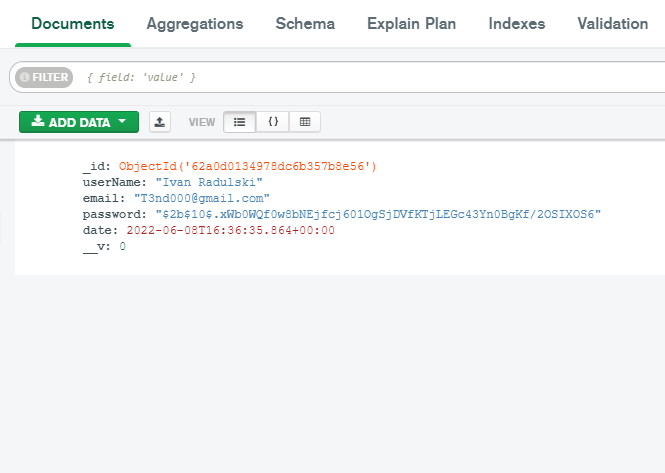 Documents Aggregations Schema Explain Plan Indexes Validation
FILTER { field: 'value' }
ADD DATA VIEW { }
_id: ObjectId('62a0d0134978dc6b357b8e56')
userName: "Ivan Radulski"
email: "T3nd000@gmail.com"
password: "$2b$10$.xWb0WQf0w8bNEjfcj601OgSjDVfKTjLEGc43Yn0BgKf/2OSIXOS6"
date: 2022-06-08T16:36:35.864+00:00
__v: 0